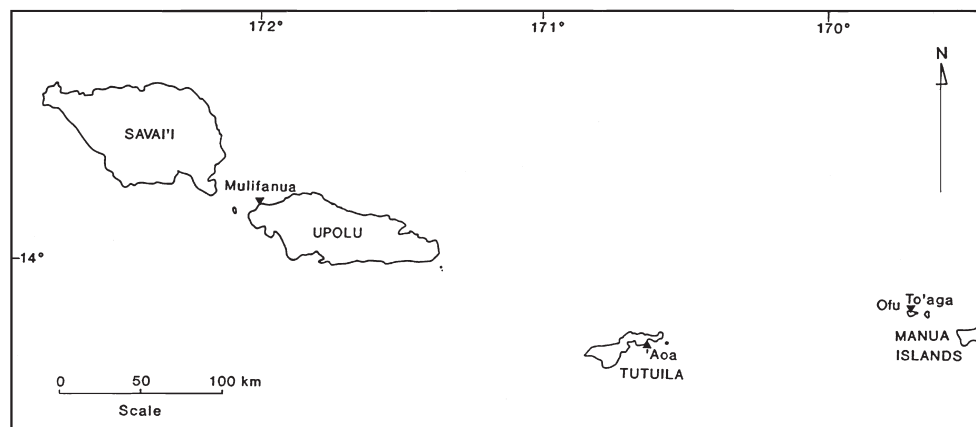 172° 171° 170°
N
SAVAI'I
Mulifanua
UPOLU
14°
Ofu To'aga
MANUA
ISLANDS
'Aoa
TUTUILA
0 50 100 km
Scale